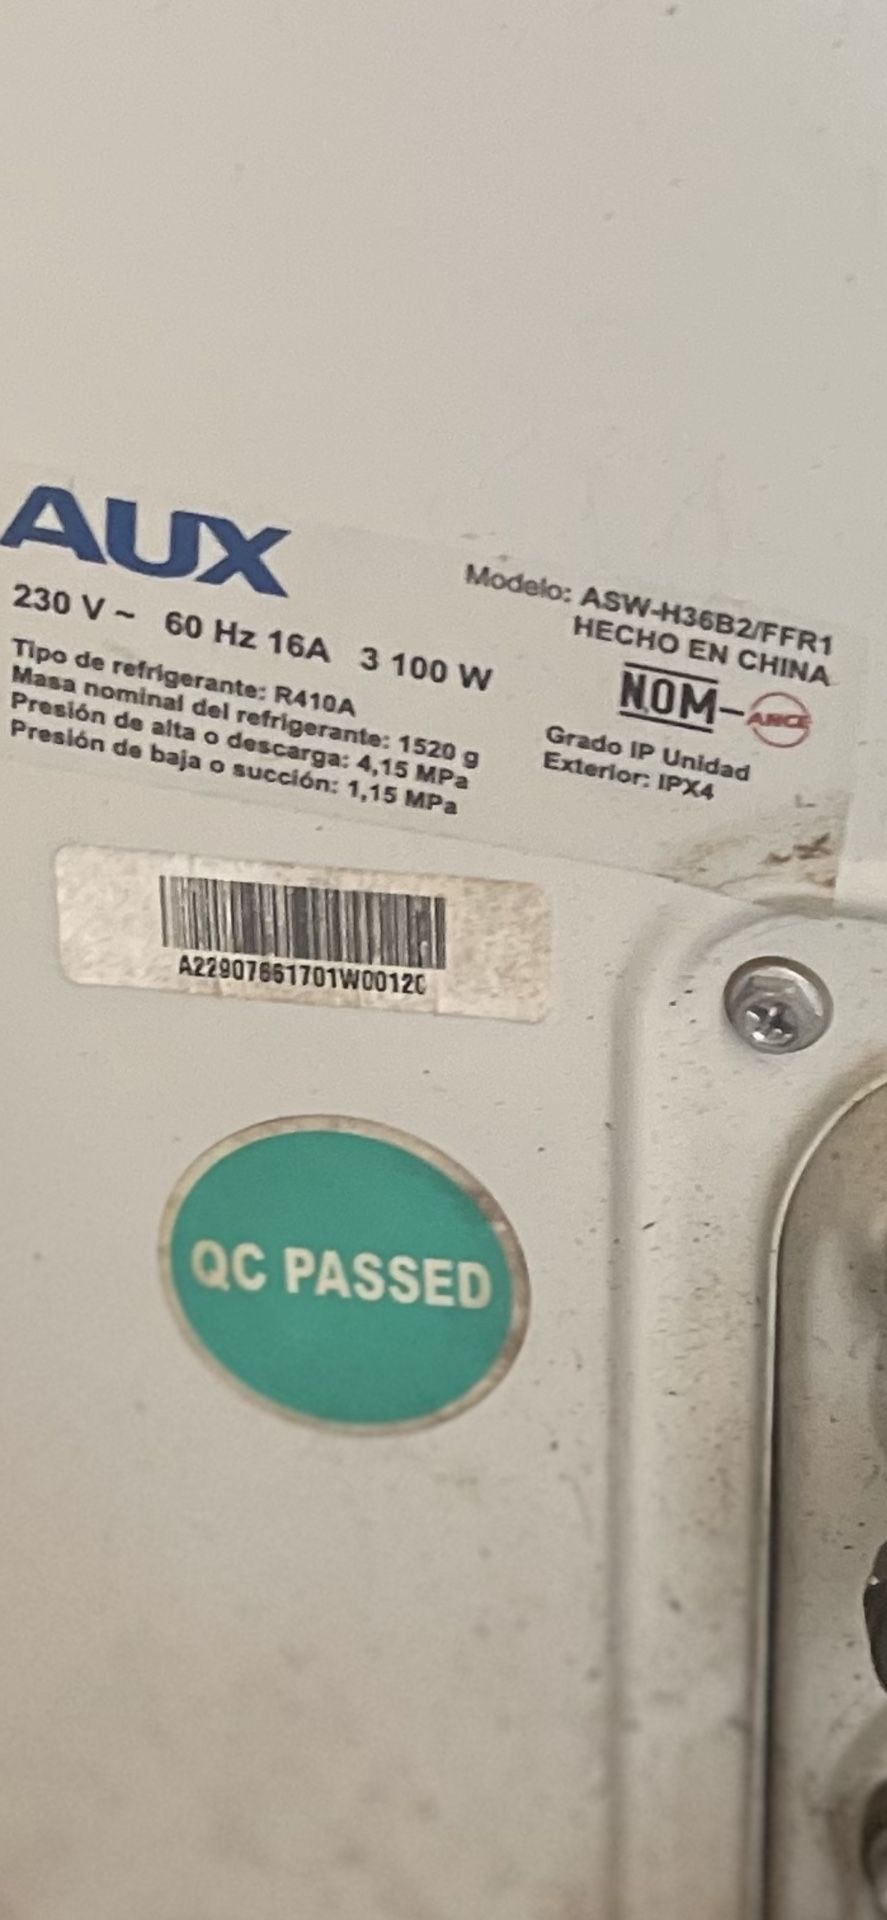 AUX
230 V ~ 60 Hz 16A 3 100 W
Tipo de refrigerante: R410A
Masa nominal del refrigerante: 1520 g
Presión de alta o descarga: 4,15 MPa
Presión de baja o succión: 1,15 MPa
Modelo: ASW-H36B2/FFR1
HECHO EN CHINA
NOM-ANCE
Grado IP Unidad
Exterior: IPX4
QC PASSED